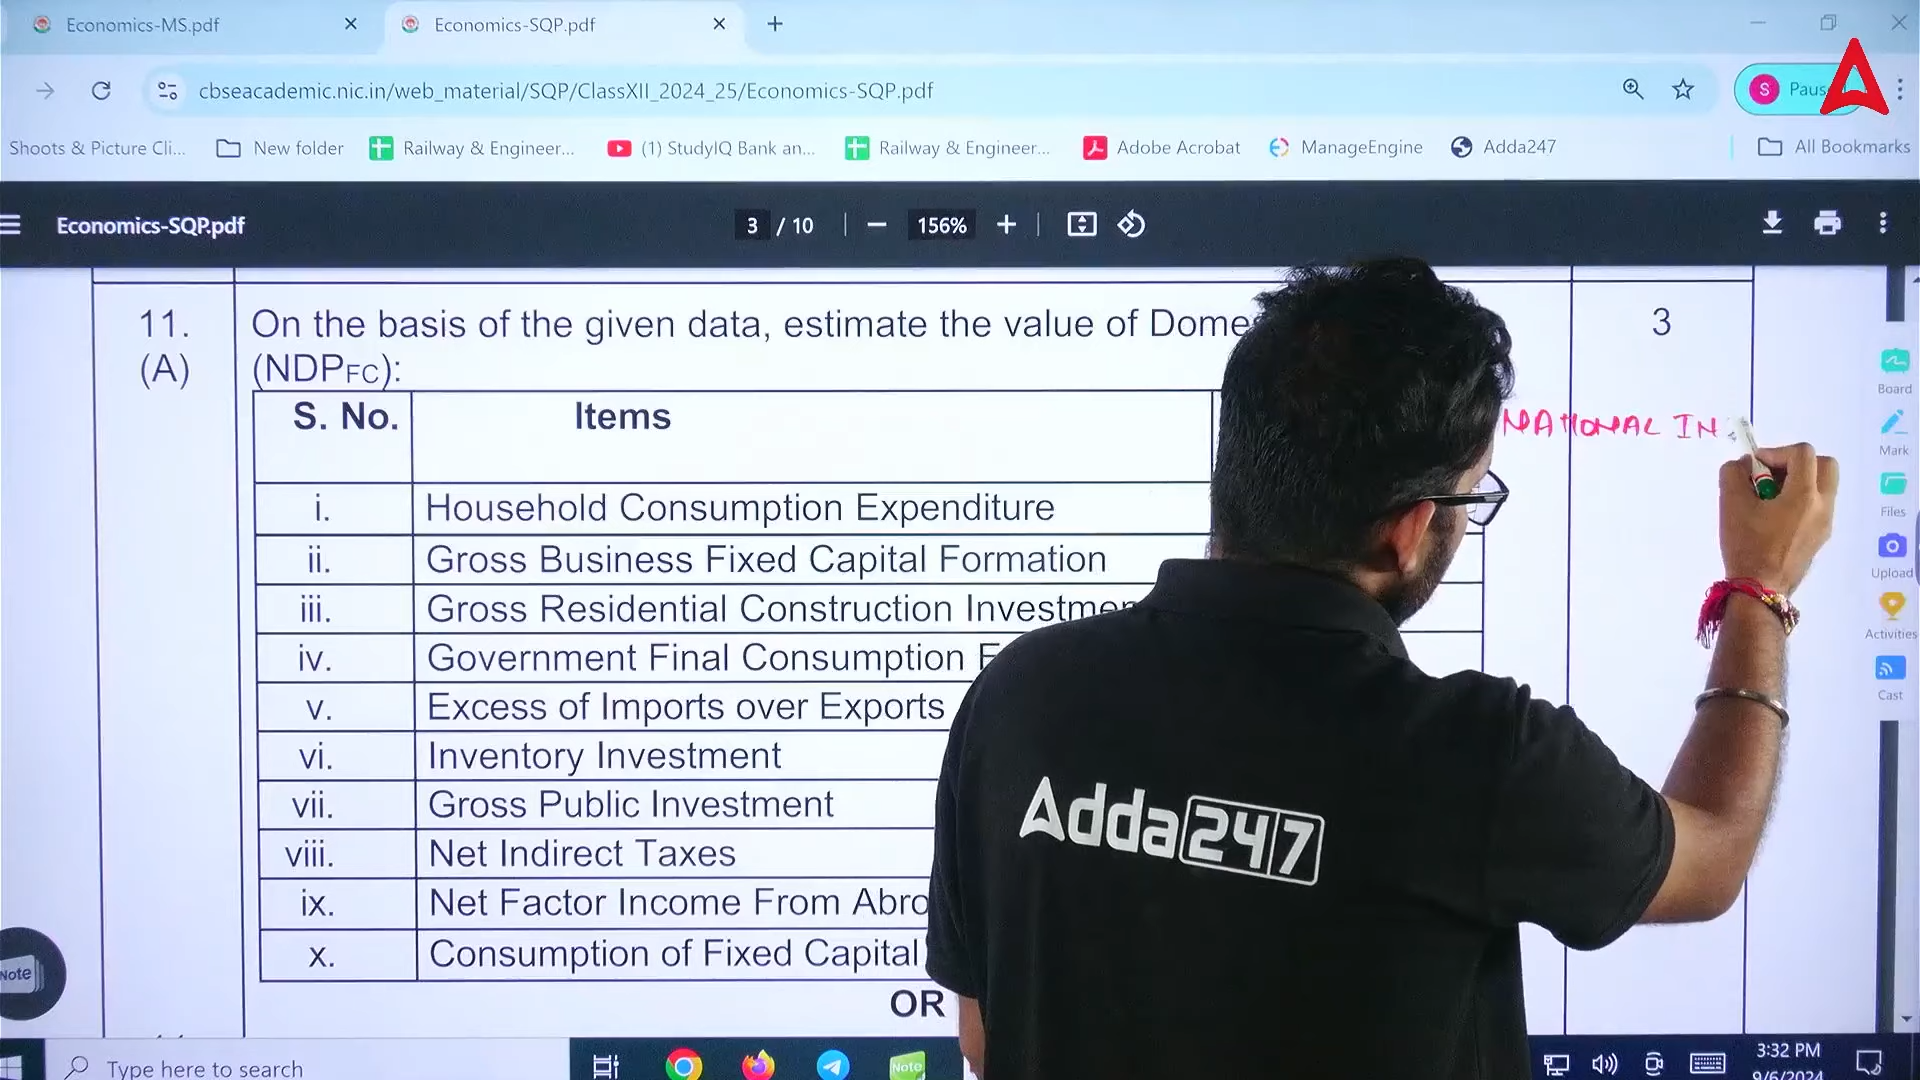 Economics-MS.pdf
Economics-SQP.pdf
cbseacademic.nic.in/web_material/SQP/ClassXII_2024_25/Economics-SQP.pdf
S
Shoots & Picture Cli...
New folder
Railway & Engineer...
(1) StudyIQ Bank an...
Railway & Engineer...
Adobe Acrobat
ManageEngine
Adda247
All Bookmarks
Economics-SQP.pdf
3 / 10
156%
11. On the basis of the given data, estimate the value of 3
(A) (NDPFC):
S. No. Items
NATIONAL IN
i. Household Consumption Expenditure
ii. Gross Business Fixed Capital Formation
iii. Gross Residential Construction
iv. Government Final Consumption
v. Excess of Imports over Exports
vi. Inventory Investment
vii. Gross Public Investment
viii. Net Indirect Taxes
ix. Net Factor Income From
x. Consumption of Fixed Capital
OR
Board
Mark
Files
Upload
Activities
Cast
Note
Adda247
Type here to search
Note
3:32 PM
9/6/2024